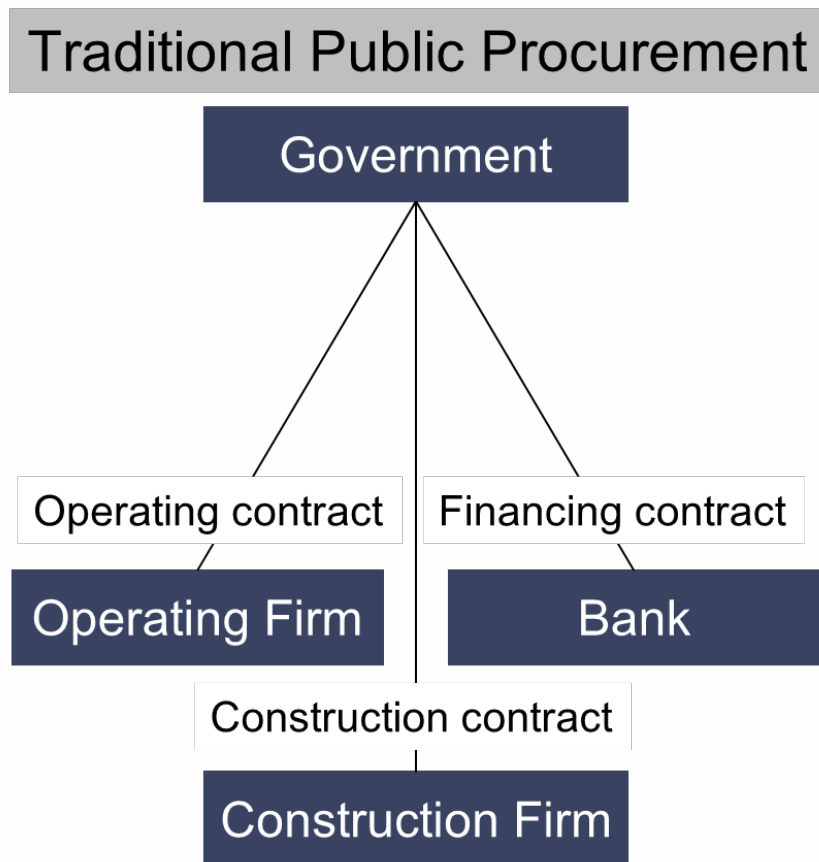 Traditional Public Procurement
Government
Operating contract
Financing contract
Operating Firm
Bank
Construction contract
Construction Firm